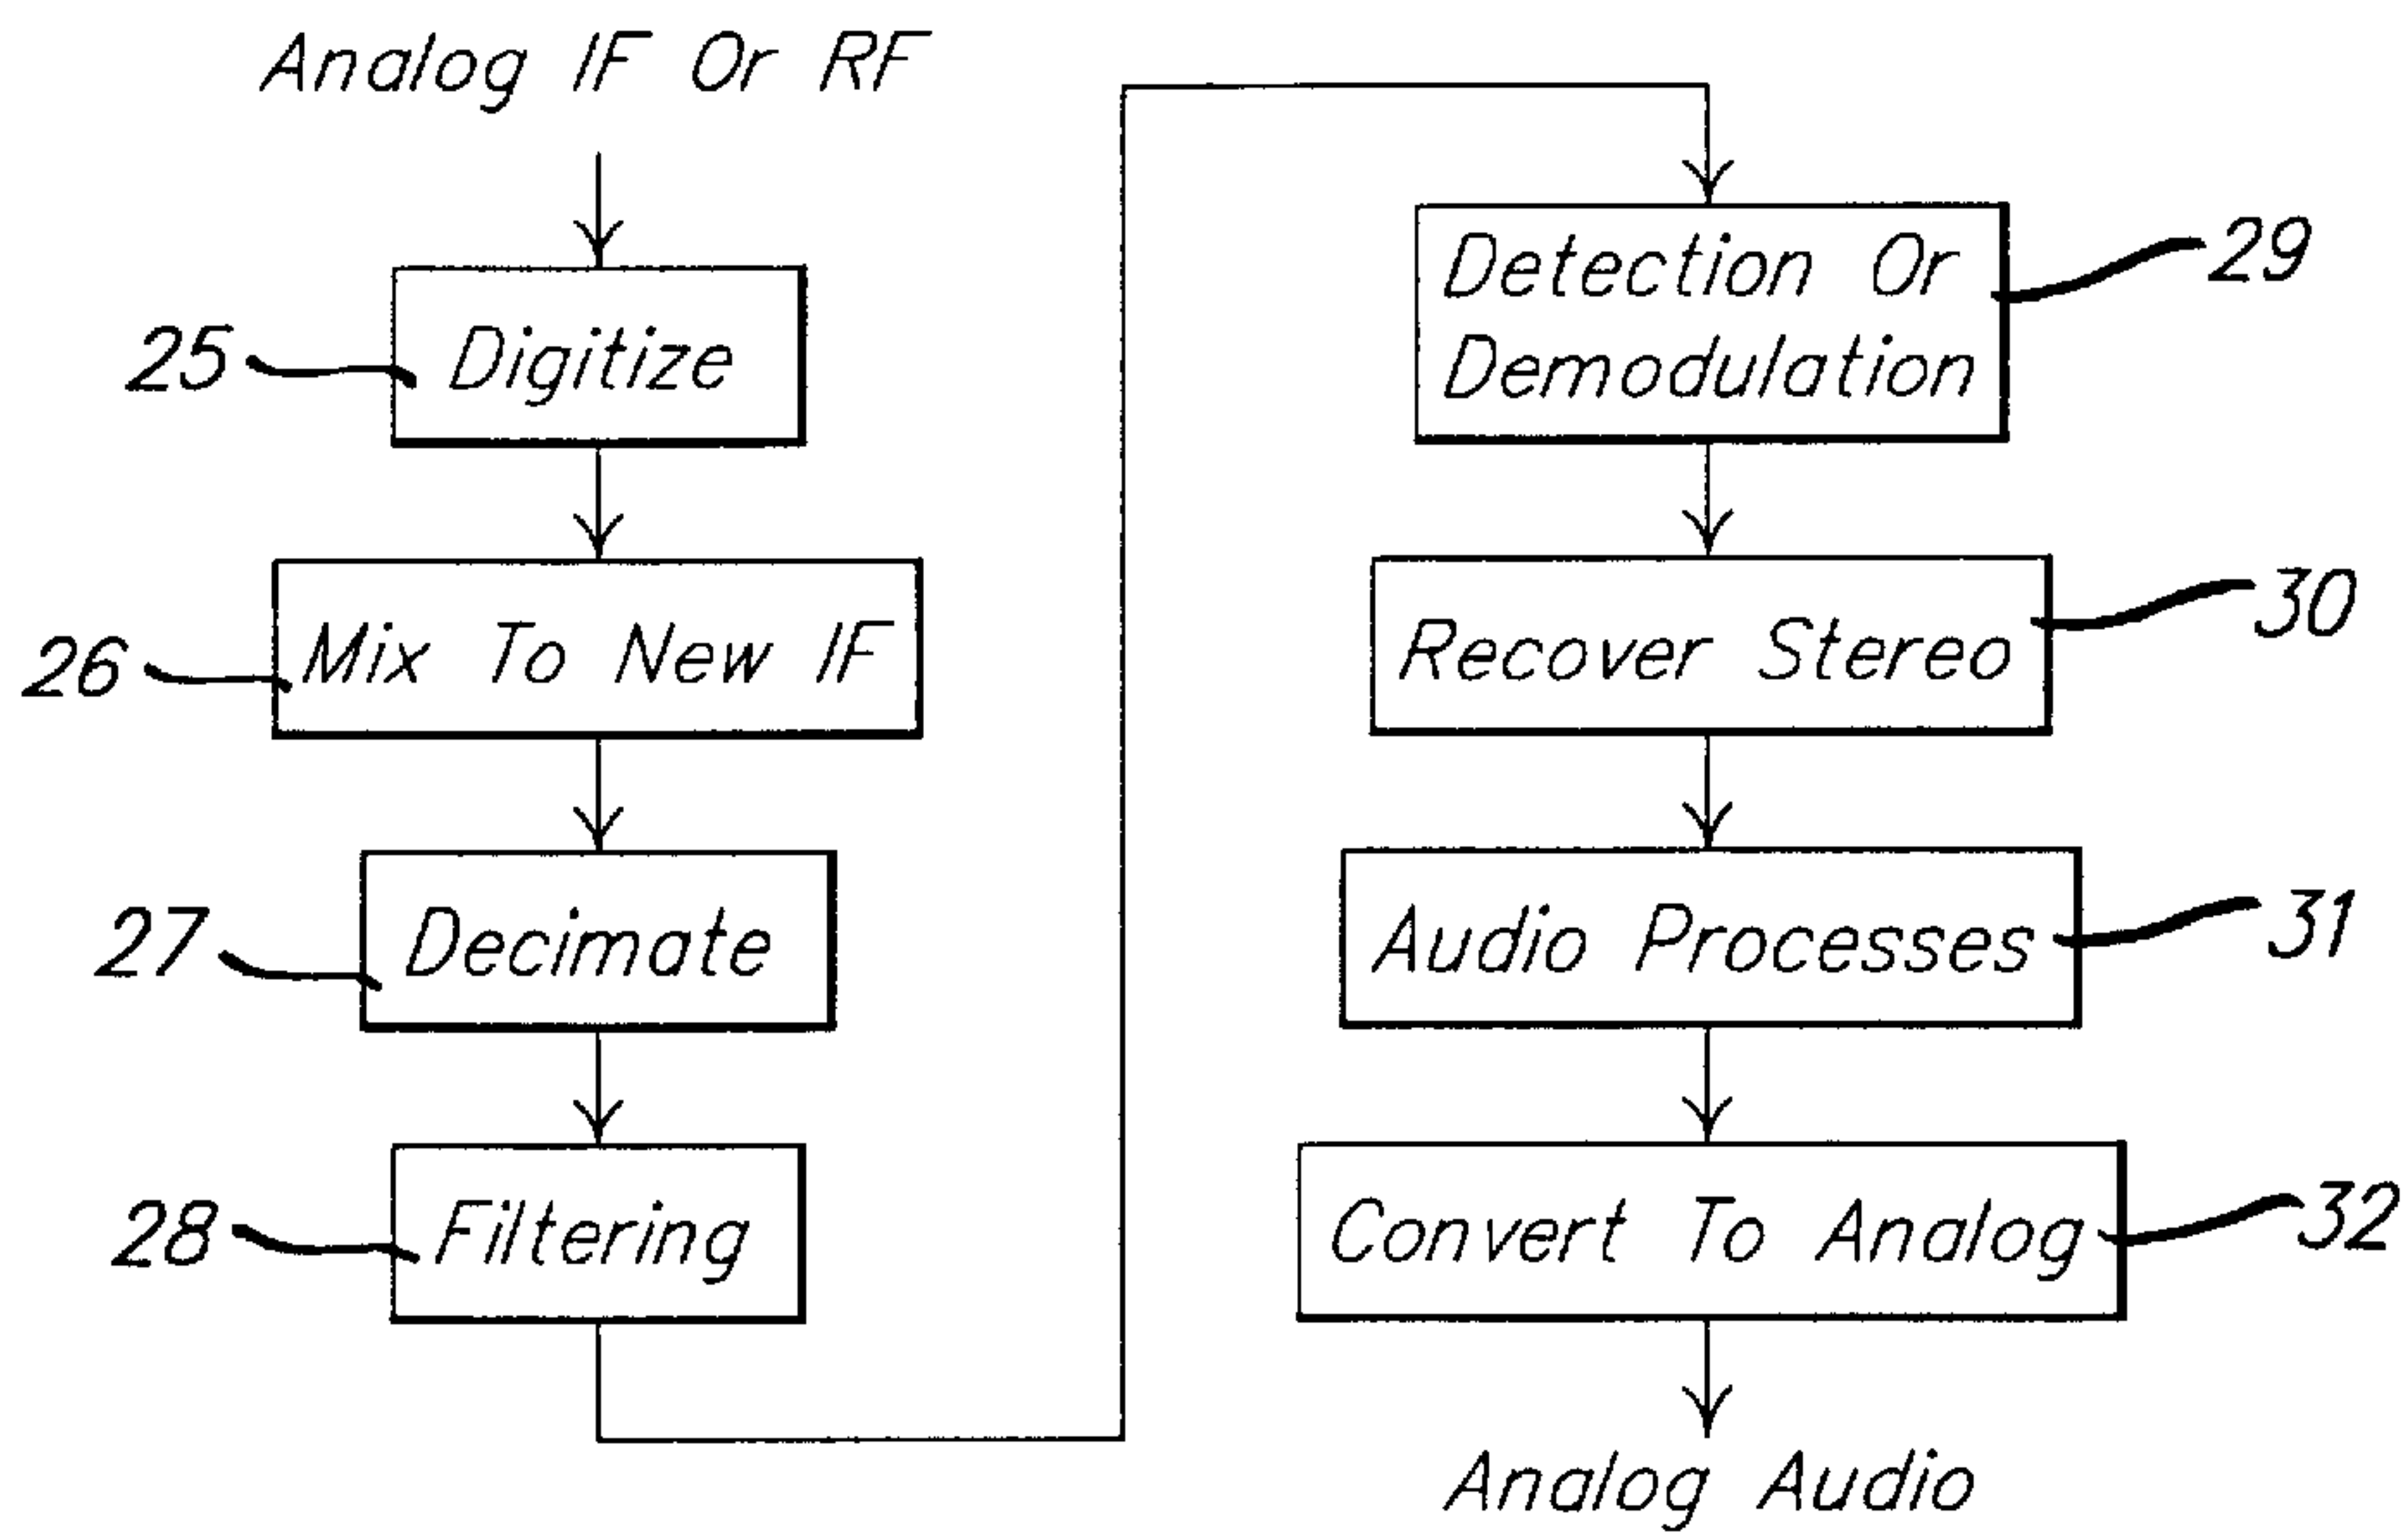 Analog IF Or RF
25
Digitize
26
Mix To New IF
27
Decimate
28
Filtering
Detection Or
Demodulation
29
Recover Stereo
30
Audio Processes
31
Convert To Analog
32
Analog Audio